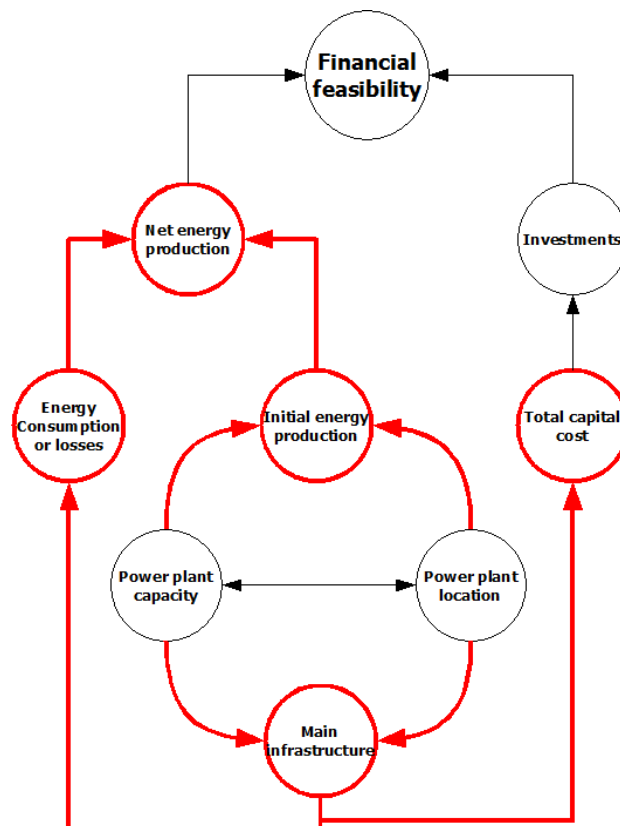 Financial
feasibility
Net energy
production
Investments
Energy
Consumption
or losses
Initial energy
production
Total capital
cost
Power plant
capacity
Power plant
location
Main
infrastructure